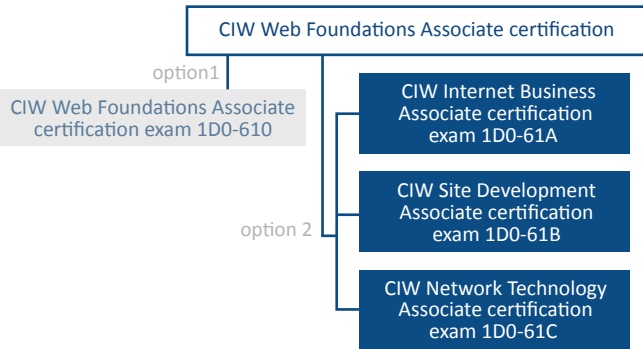 CIW Web Foundations Associate certification
option1
CIW Web Foundations Associate
certification exam 1D0-610
CIW Internet Business
Associate certification
exam 1D0-61A
CIW Site Development
Associate certification
exam 1D0-61B
option 2
CIW Network Technology
Associate certification
exam 1D0-61C